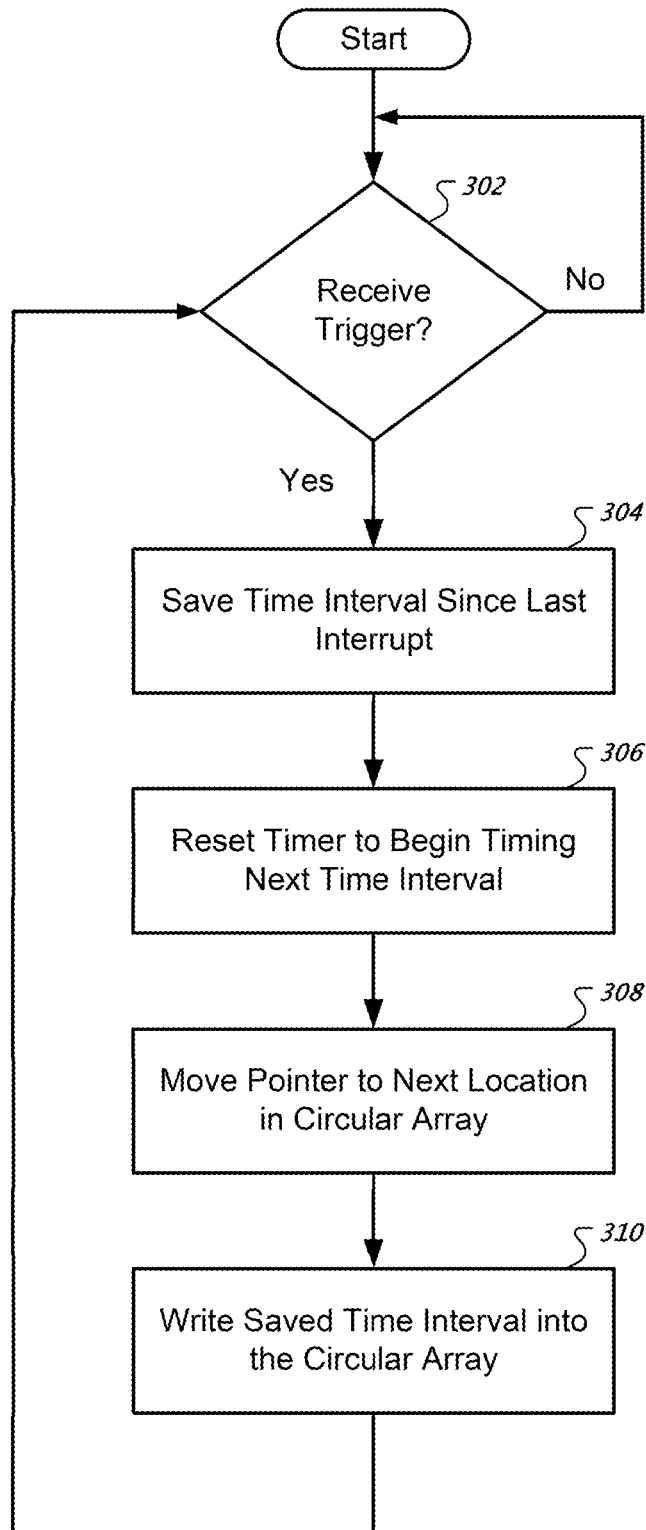 Start
302
Receive
Trigger?
No
Yes
304
Save Time Interval Since Last
Interrupt
306
Reset Timer to Begin Timing
Next Time Interval
308
Move Pointer to Next Location
in Circular Array
310
Write Saved Time Interval into
the Circular Array